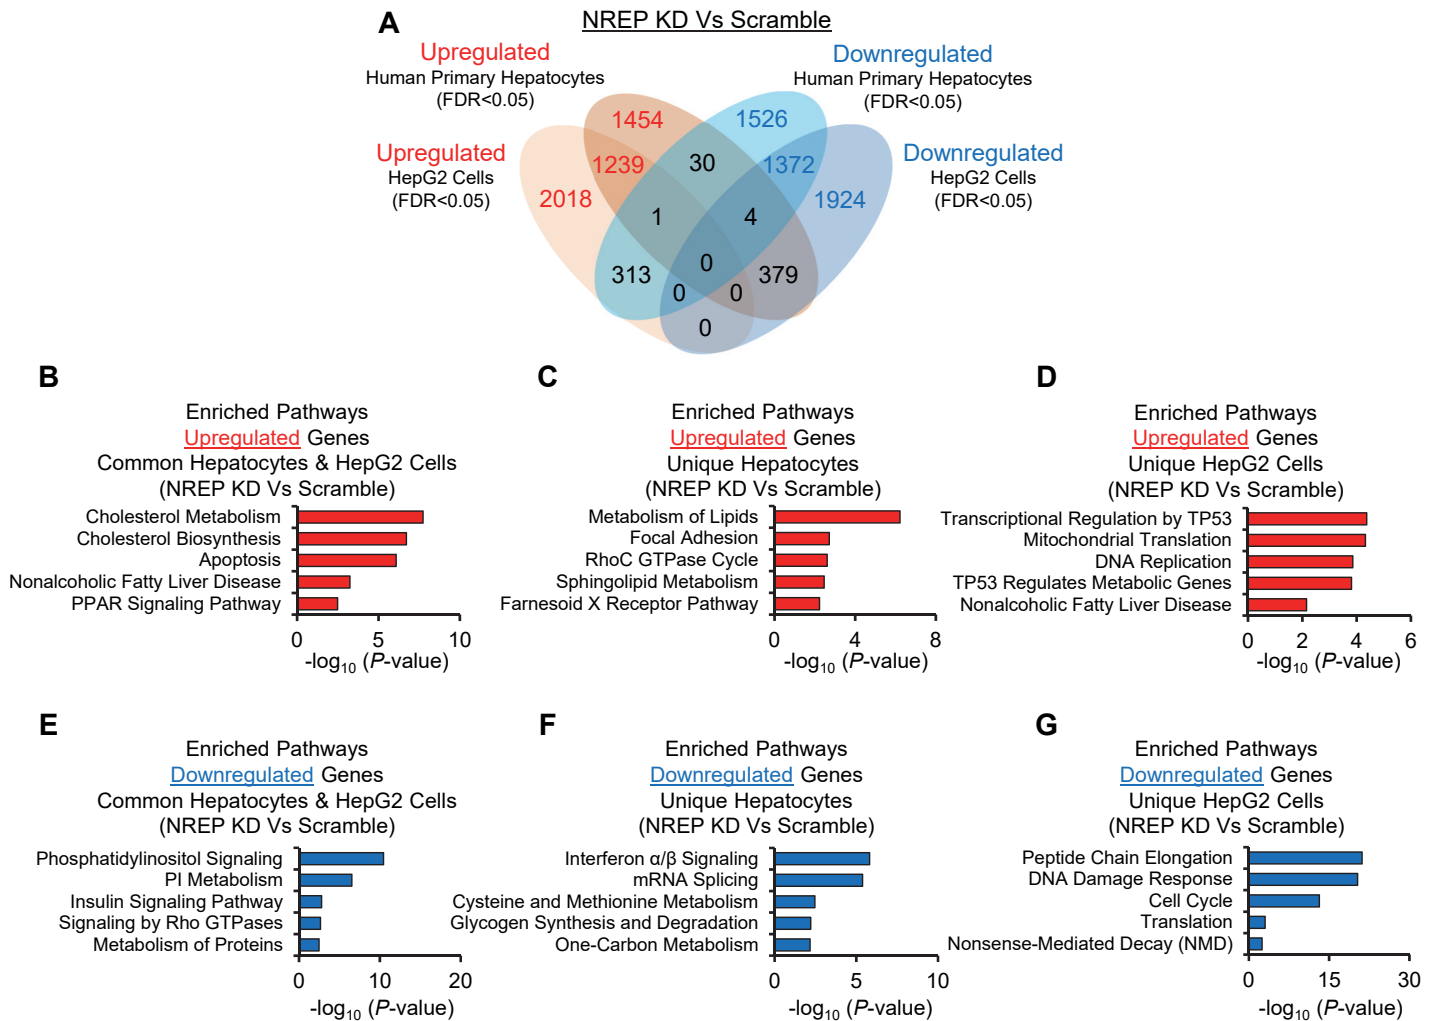 A
NREP KD Vs Scramble
Upregulated
Human Primary Hepatocytes
(FDR<0.05)
Downregulated
Human Primary Hepatocytes
(FDR<0.05)
Upregulated
HepG2 Cells
(FDR<0.05)
Downregulated
HepG2 Cells
(FDR<0.05)
1454
1526
1239
30
1372
2018
1924
1
4
0
313
379
0
0
0
B
Enriched Pathways
Upregulated Genes
Common Hepatocytes & HepG2 Cells
(NREP KD Vs Scramble)
Cholesterol Metabolism
Cholesterol Biosynthesis
Apoptosis
Nonalcoholic Fatty Liver Disease
PPAR Signaling Pathway
0 5 10
-log10 (P-value)
C
Enriched Pathways
Upregulated Genes
Unique Hepatocytes
(NREP KD Vs Scramble)
Metabolism of Lipids
Focal Adhesion
RhoC GTPase Cycle
Sphingolipid Metabolism
Farnesoid X Receptor Pathway
0 4 8
-log10 (P-value)
D
Enriched Pathways
Upregulated Genes
Unique HepG2 Cells
(NREP KD Vs Scramble)
Transcriptional Regulation by TP53
Mitochondrial Translation
DNA Replication
TP53 Regulates Metabolic Genes
Nonalcoholic Fatty Liver Disease
0 2 4 6
-log10 (P-value)
E
Enriched Pathways
Downregulated Genes
Common Hepatocytes & HepG2 Cells
(NREP KD Vs Scramble)
Phosphatidylinositol Signaling
PI Metabolism
Insulin Signaling Pathway
Signaling by Rho GTPases
Metabolism of Proteins
0 10 20
-log10 (P-value)
F
Enriched Pathways
Downregulated Genes
Unique Hepatocytes
(NREP KD Vs Scramble)
Interferon α/β Signaling
mRNA Splicing
Cysteine and Methionine Metabolism
Glycogen Synthesis and Degradation
One-Carbon Metabolism
0 5 10
-log10 (P-value)
G
Enriched Pathways
Downregulated Genes
Unique HepG2 Cells
(NREP KD Vs Scramble)
Peptide Chain Elongation
DNA Damage Response
Cell Cycle
Translation
Nonsense-Mediated Decay (NMD)
0 15 30
-log10 (P-value)